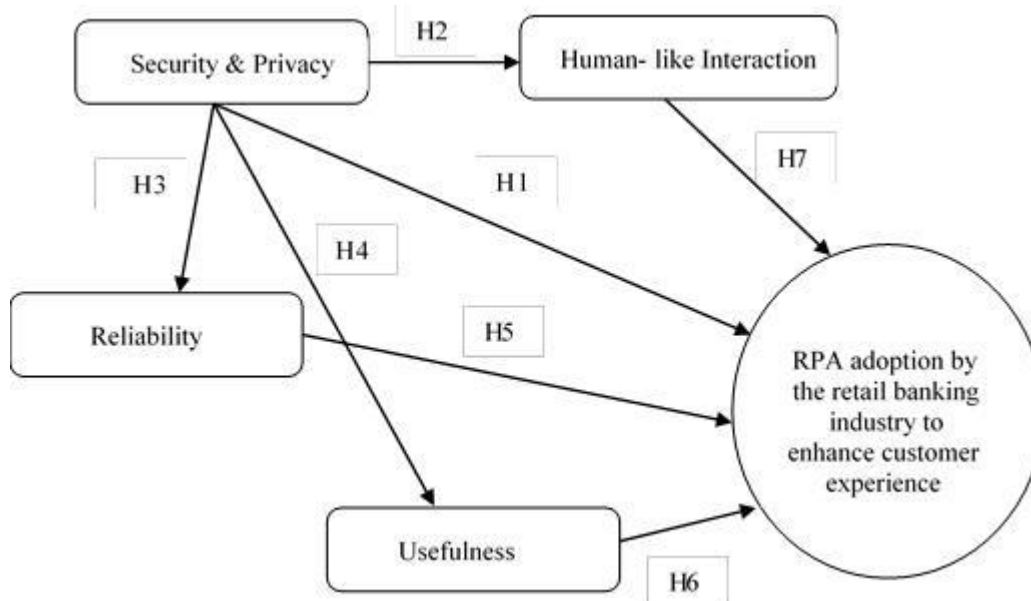 H2
Security & Privacy
Human- like Interaction
H7
H3
H1
H4
Reliability
H5
RPA adoption by
the retail banking
industry to
enhance customer
experience
Usefulness
H6